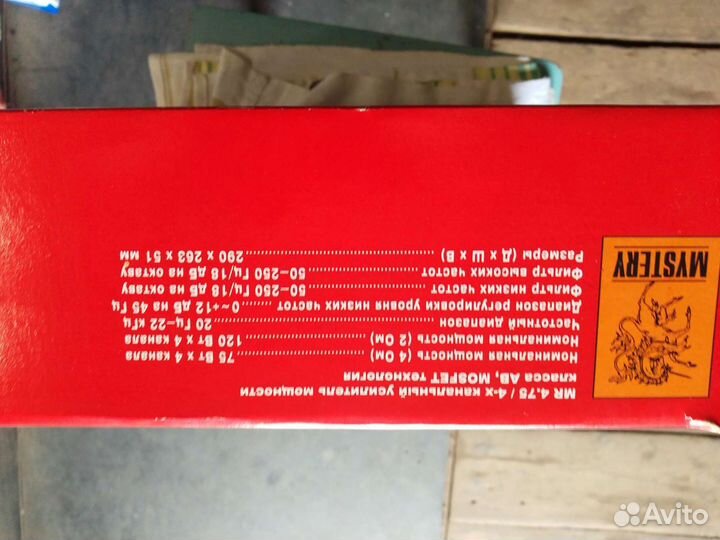 MYSTERY
MR 4.75 / 4-х канальный усилитель мощности
класса АВ, MOSFET технология
Номинальная мощность (4 Ом) ........................75 Вт х 4 канала
Номинальная мощность (2 Ом) ......................120 Вт х 4 канала
Частотный диапазон ..............................20 Гц–22 кГц
Диапазон регулировки уровня низких частот ....0~+12 дБ на 45 Гц
Фильтр низких частот ..................50–250 Гц/18 дБ на октаву
Фильтр высоких частот ................50–250 Гц/18 дБ на октаву
Размеры (Д х Ш х В) ..............................290 х 263 х 51 мм
Avito